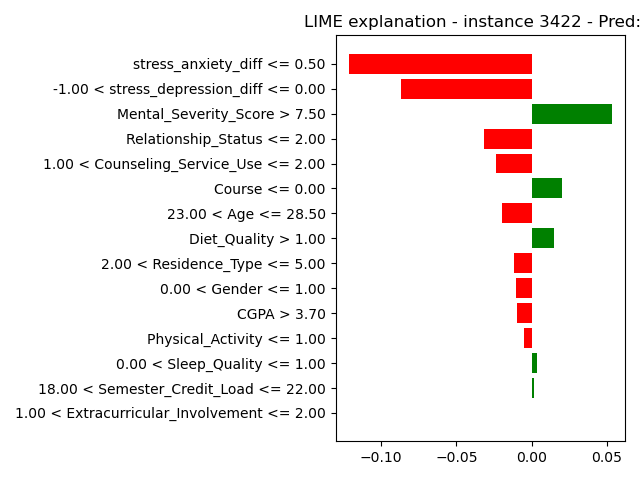 LIME explanation - instance 3422 - Pred:
stress_anxiety_diff <= 0.50
-1.00 < stress_depression_diff <= 0.00
Mental_Severity_Score > 7.50
Relationship_Status <= 2.00
1.00 < Counseling_Service_Use <= 2.00
Course <= 0.00
23.00 < Age <= 28.50
Diet_Quality > 1.00
2.00 < Residence_Type <= 5.00
0.00 < Gender <= 1.00
CGPA > 3.70
Physical_Activity <= 1.00
0.00 < Sleep_Quality <= 1.00
18.00 < Semester_Credit_Load <= 22.00
1.00 < Extracurricular_Involvement <= 2.00
−0.10 −0.05 0.00 0.05